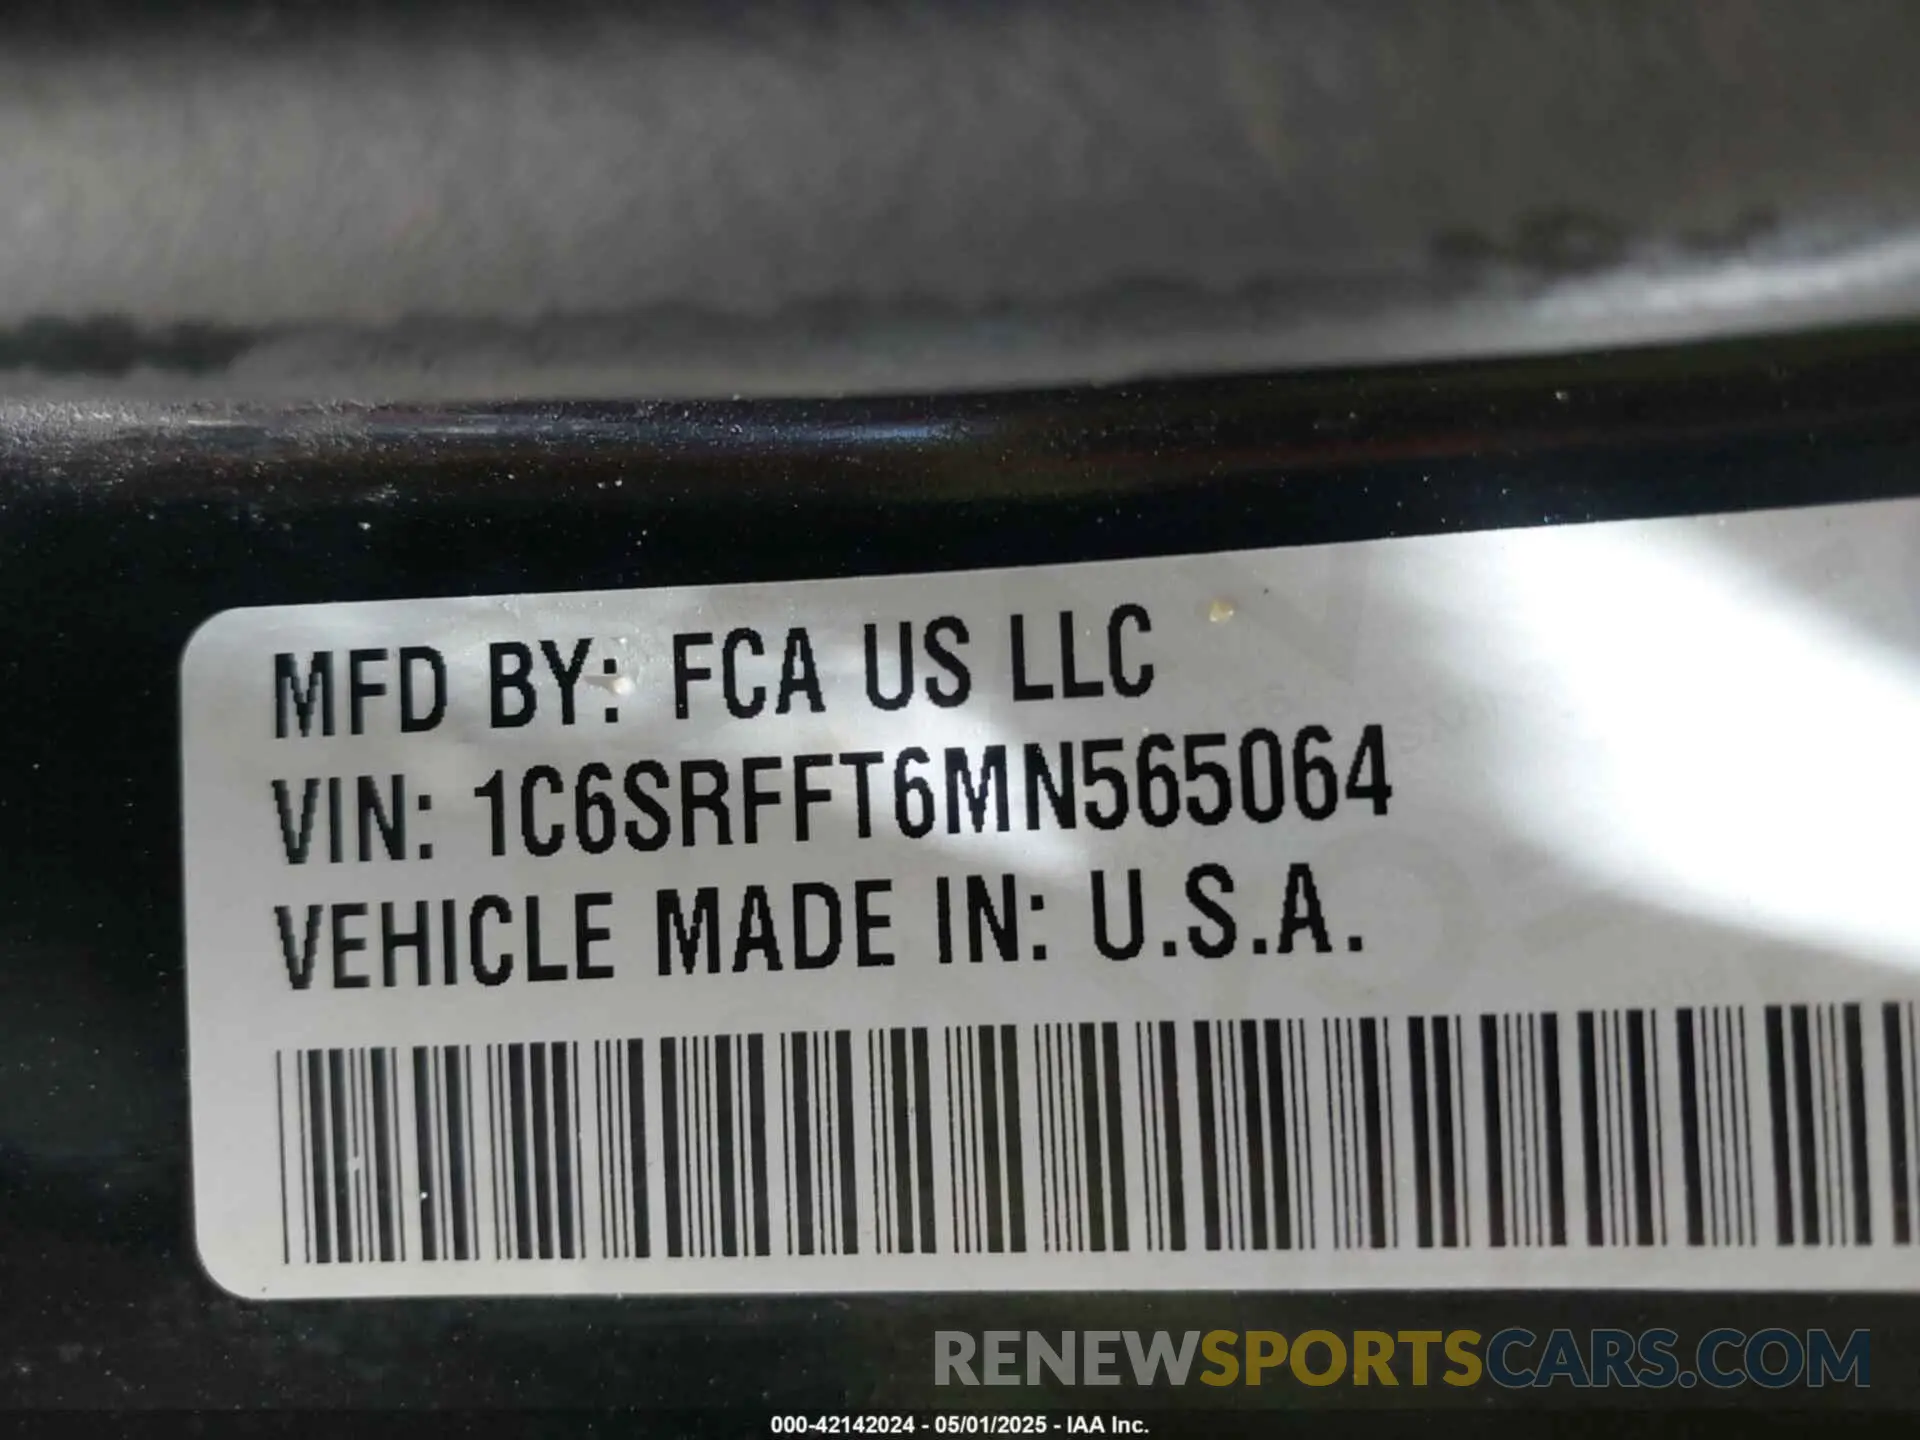 MFD BY: FCA US LLC
VIN: 1C6SRFFT6MN565064
VEHICLE MADE IN: U.S.A.
RENEWSPORTSCARS.COM
000-42142024 - 05/01/2025 - IAA Inc.